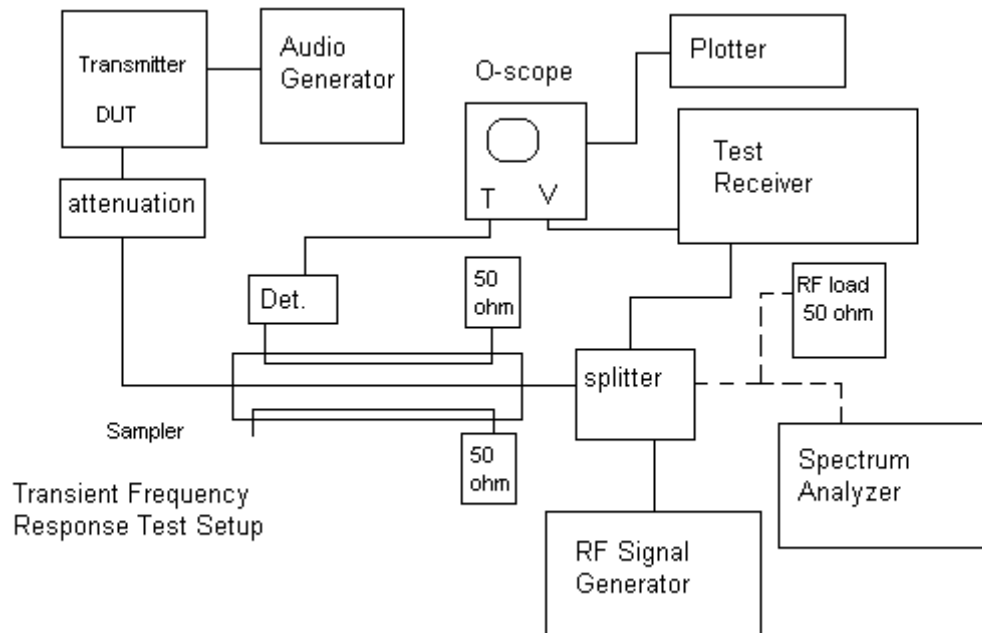 Transmitter
DUT
Audio
Generator
O-scope
Plotter
T V
Test
Receiver
attenuation
Det.
50
ohm
RF load
50 ohm
splitter
Sampler
50
ohm
Spectrum
Analyzer
Transient Frequency
Response Test Setup
RF Signal
Generator